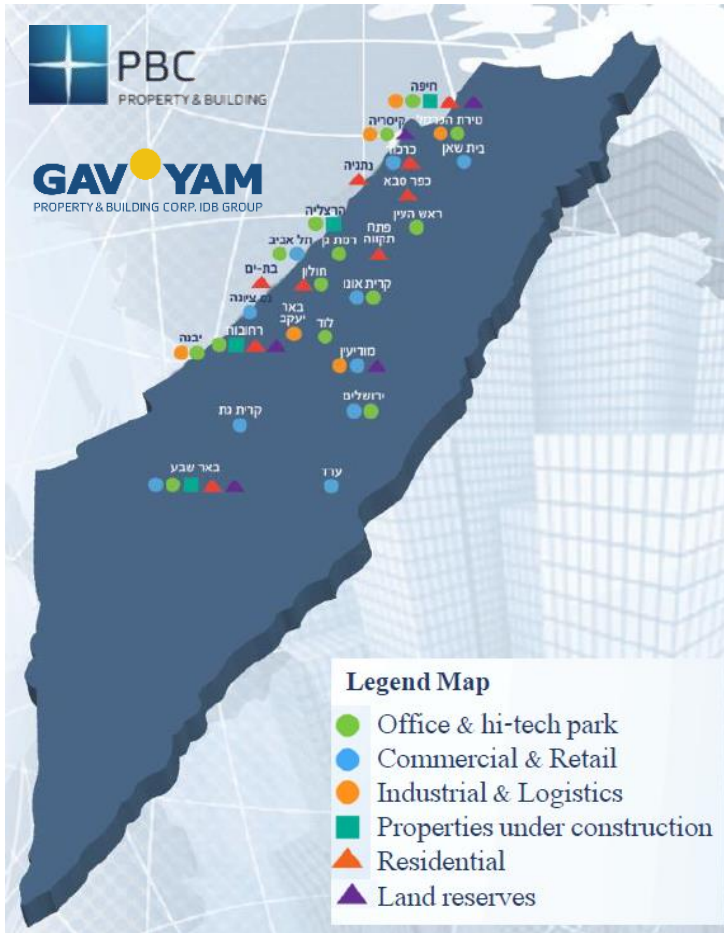 PBC
PROPERTY & BUILDING
GAV YAM
PROPERTY & BUILDING CORP. IDB GROUP
חיפה
טירת הכרמל
קיסריה
בית שאן
כרכור
נתניה
כפר סבא
הרצליה
ראש העין
פתח
תקווה
רמת גן
תל אביב
בת-ים
חולון
קרית אונו
נס ציונה
באר
יעקב
לוד
רחובות
יבנה
מודיעין
ירושלים
קרית גת
באר שבע
ערד
Legend Map
Office & hi-tech park
Commercial & Retail
Industrial & Logistics
Properties under construction
Residential
Land reserves